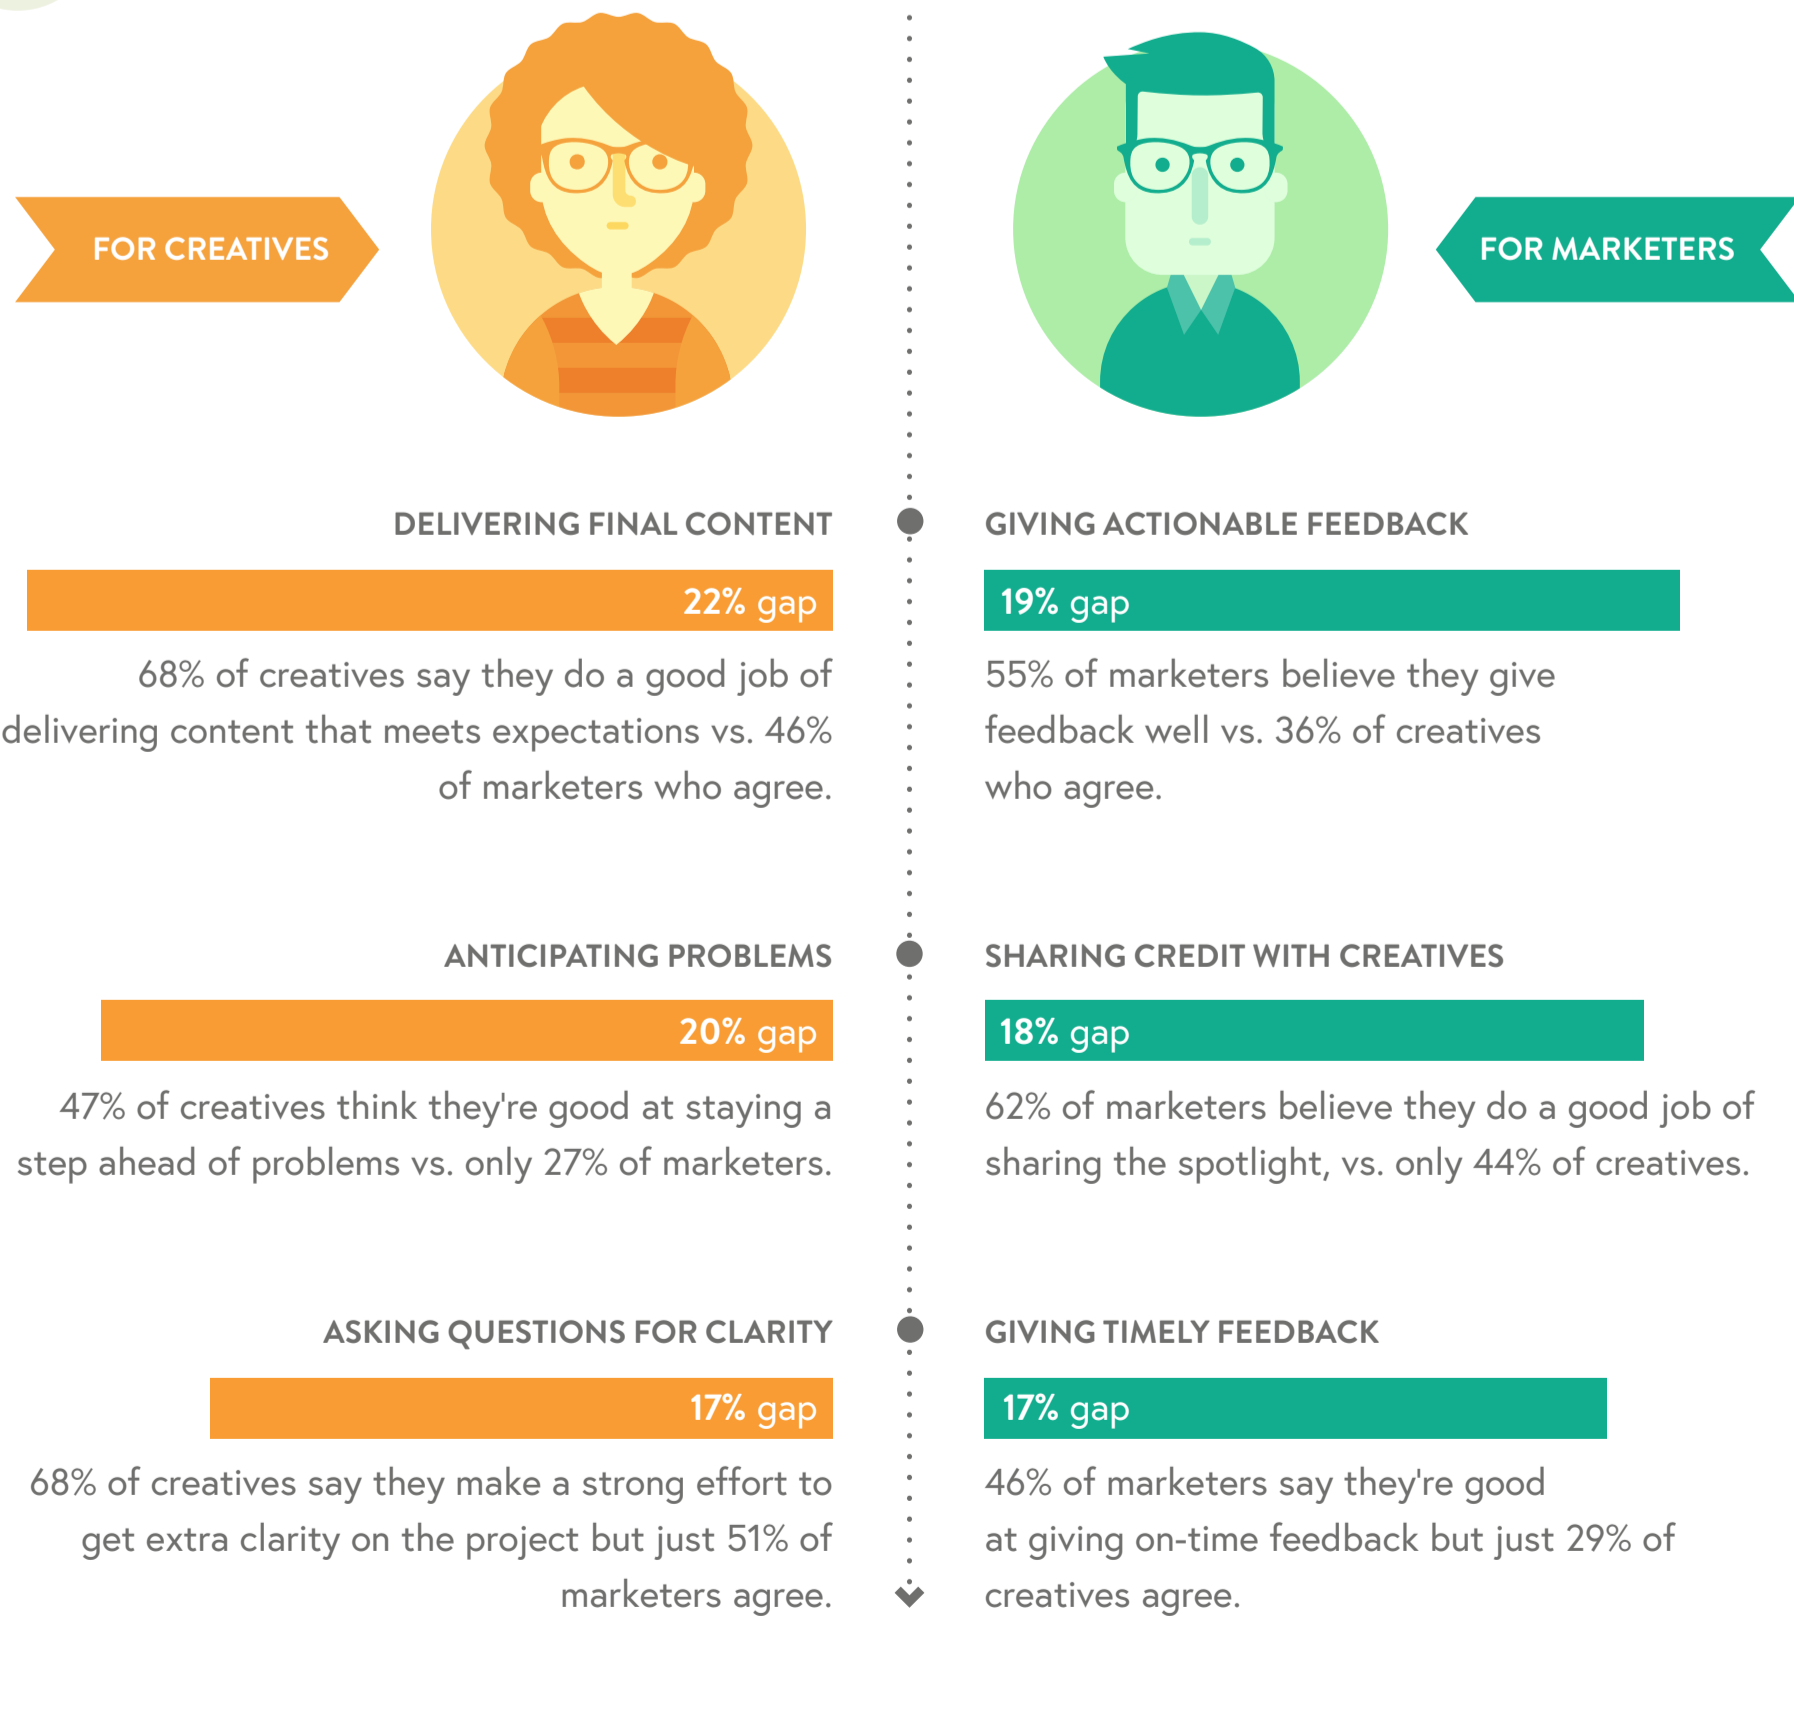 FOR CREATIVES
FOR MARKETERS
DELIVERING FINAL CONTENT
22% gap
68% of creatives say they do a good job of
delivering content that meets expectations vs. 46%
of marketers who agree.
GIVING ACTIONABLE FEEDBACK
19% gap
55% of marketers believe they give
feedback well vs. 36% of creatives
who agree.
ANTICIPATING PROBLEMS
20% gap
47% of creatives think they're good at staying a
step ahead of problems vs. only 27% of marketers.
SHARING CREDIT WITH CREATIVES
18% gap
62% of marketers believe they do a good job of
sharing the spotlight, vs. only 44% of creatives.
ASKING QUESTIONS FOR CLARITY
17% gap
68% of creatives say they make a strong effort to
get extra clarity on the project but just 51% of
marketers agree.
GIVING TIMELY FEEDBACK
17% gap
46% of marketers say they're good
at giving on-time feedback but just 29% of
creatives agree.